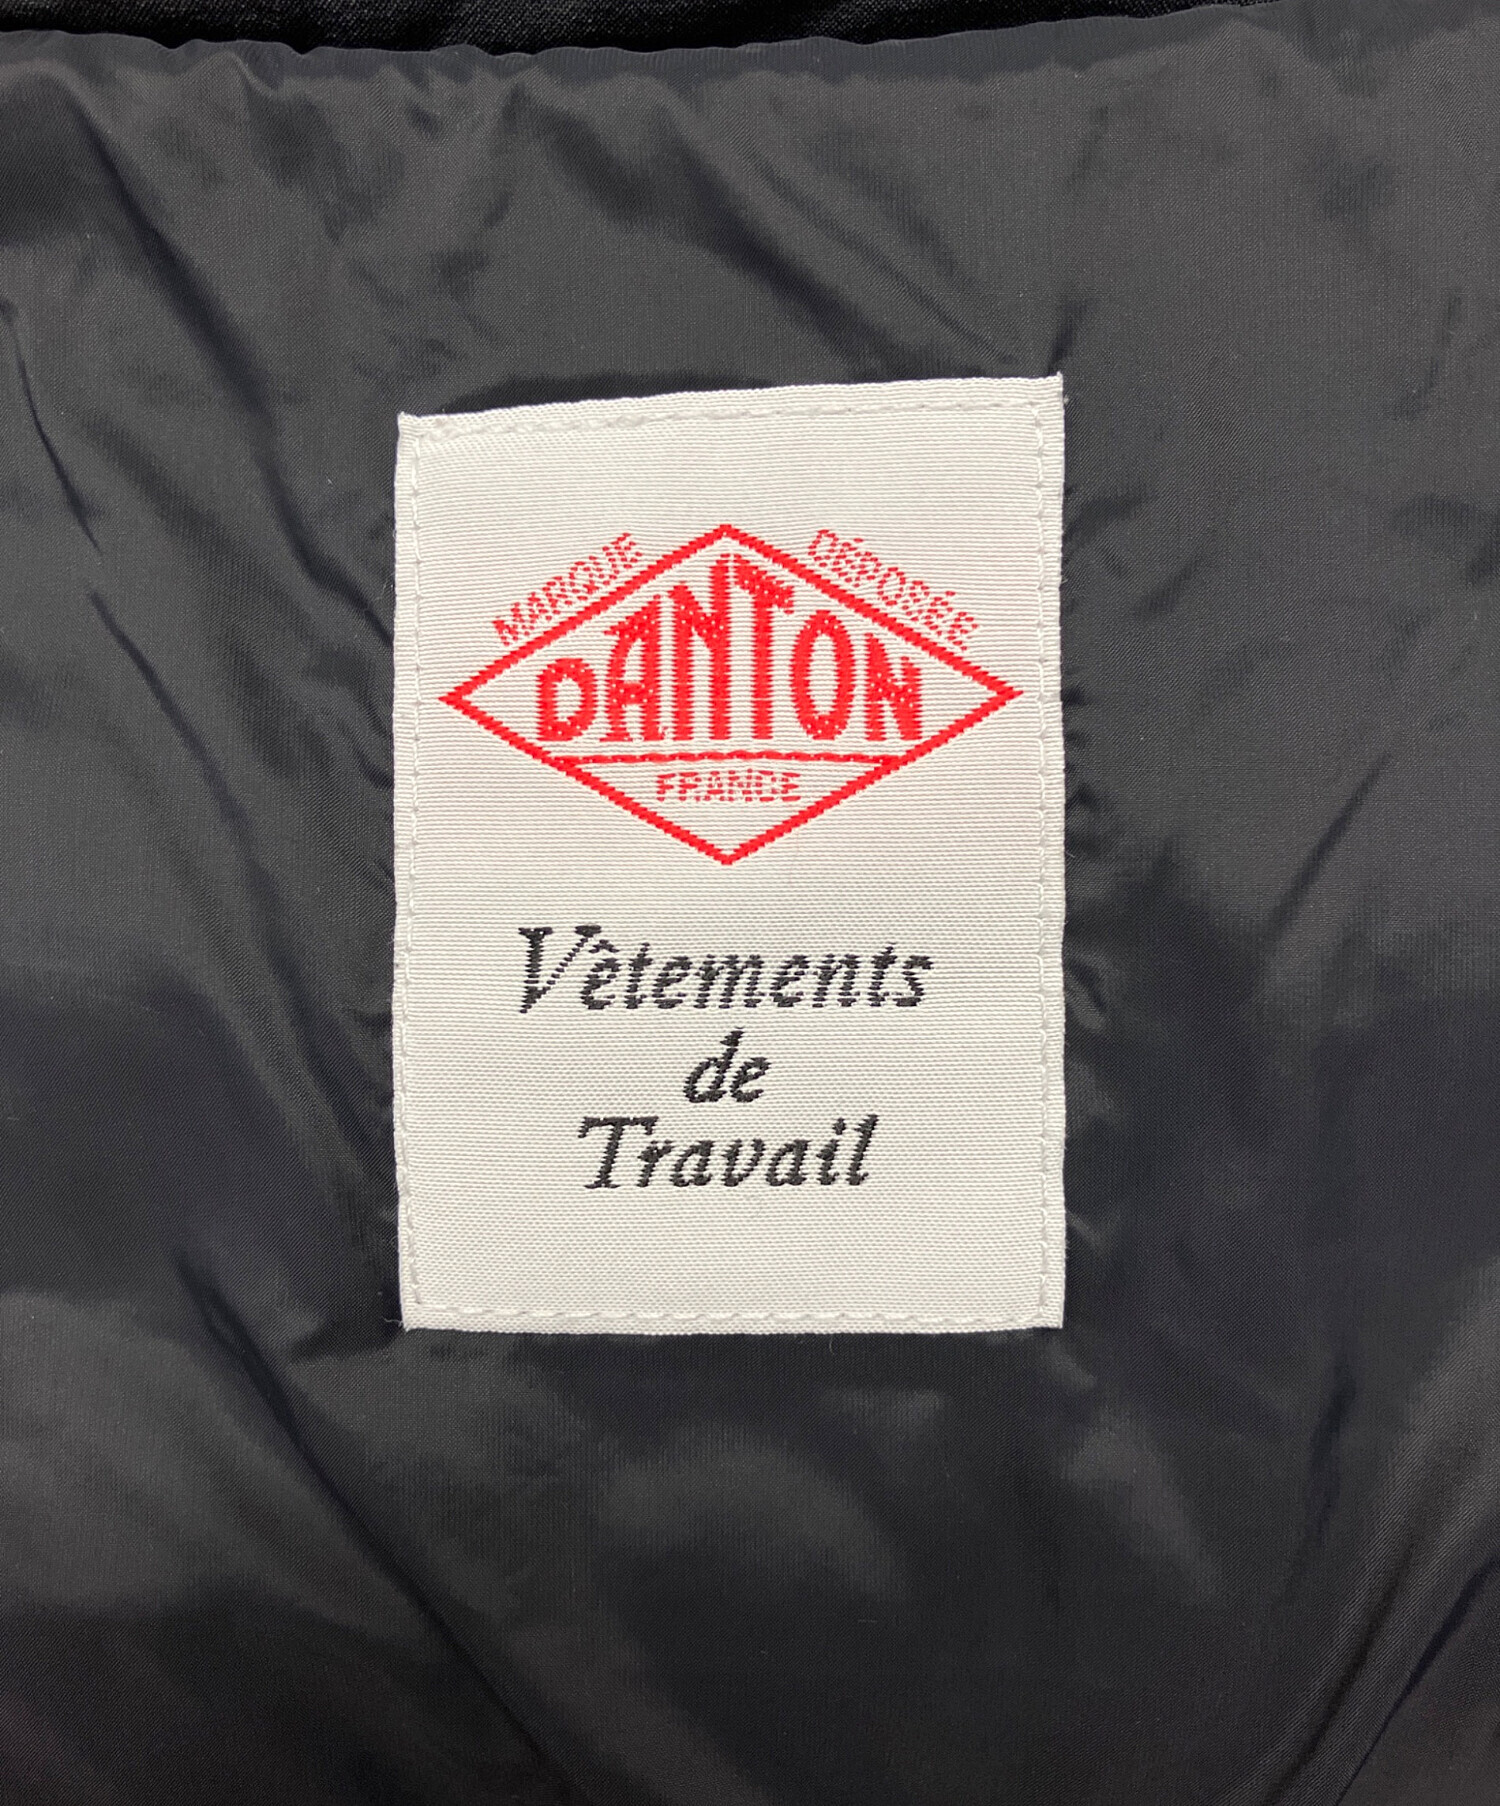 MARQUE DÉPOSÉE
DANTON
FRANCE
Vêtements
de
Travail